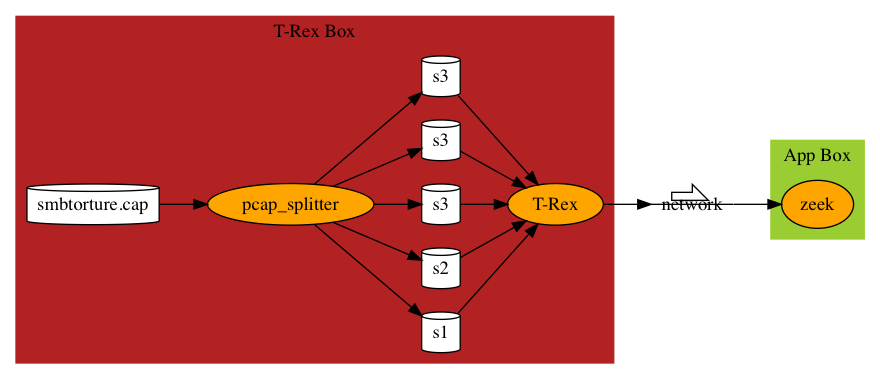 T-Rex Box
s3
s3
App Box
smbtorture.cap
pcap_splitter
s3
T-Rex
network
zeek
s2
s1